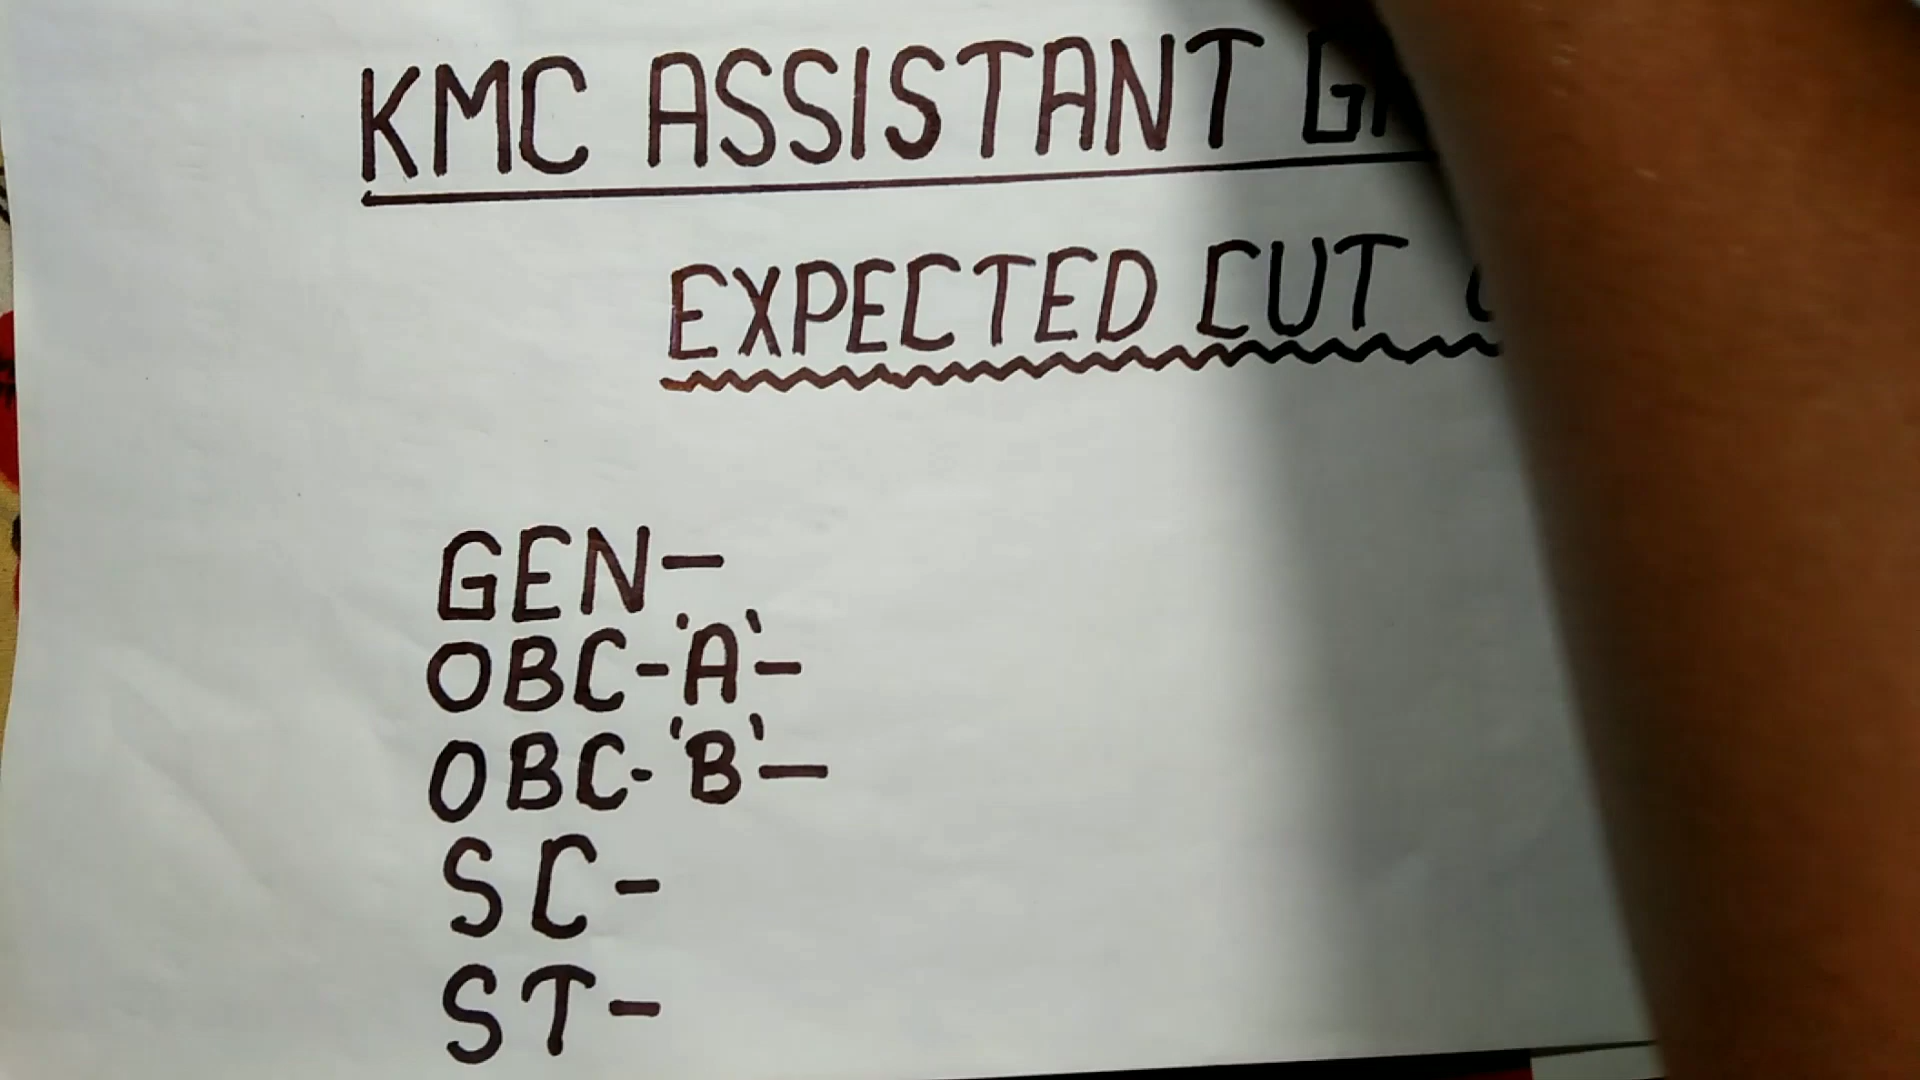 KMC ASSISTANT
EXPECTED CUT
GEN-
OBC-'A'-
OBC-'B'-
SC-
ST-